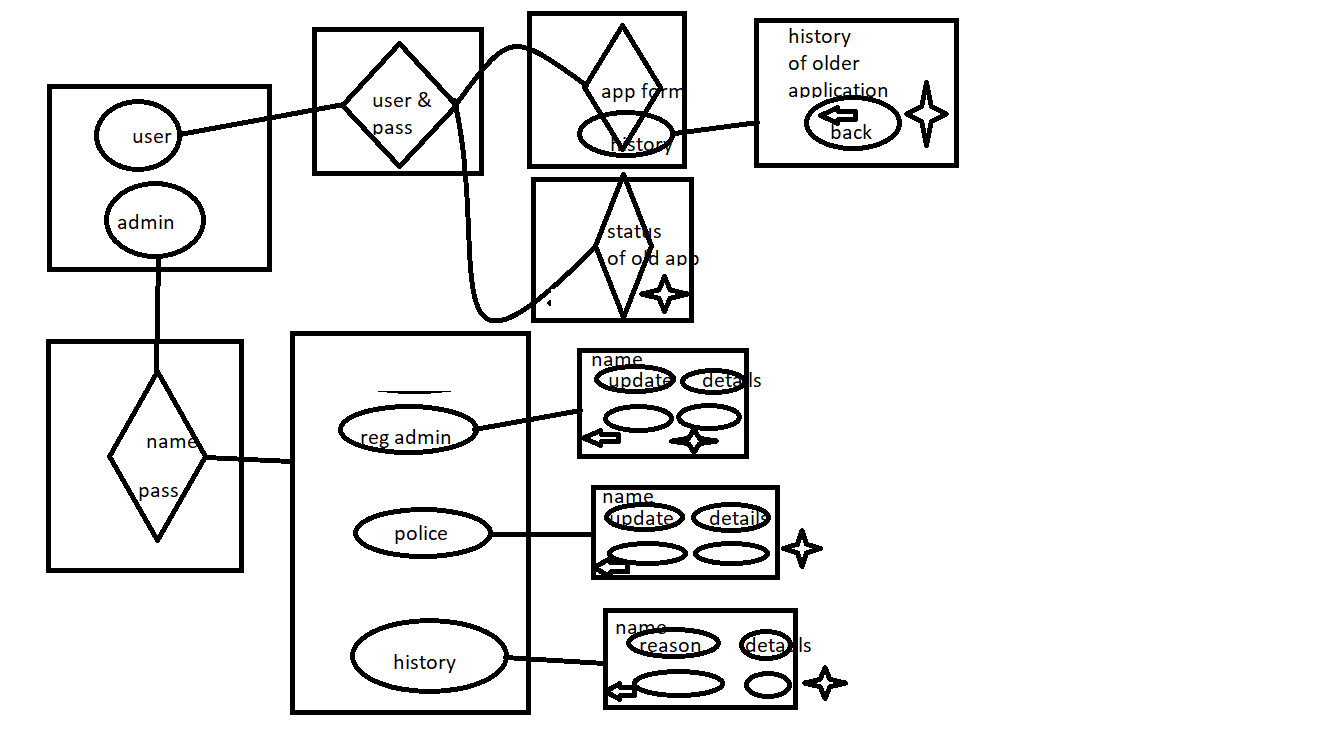 user
admin
user &
pass
app form
history
history
of older
application
back
status
of old app
name
pass
reg admin
police
history
name
update
details
name
update
details
name
reason
details